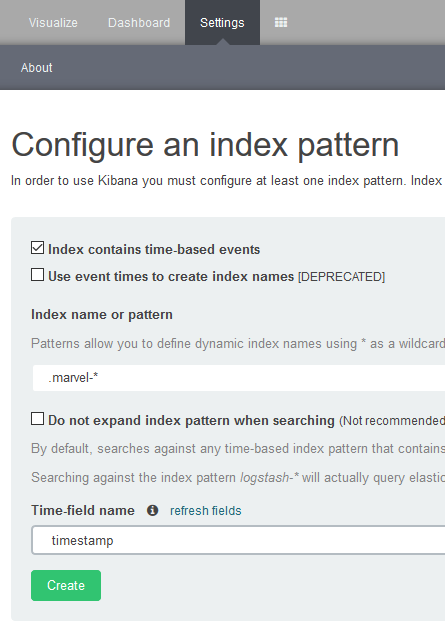 Visualize Dashboard Settings
About
Configure an index pattern
In order to use Kibana you must configure at least one index pattern. Index
Index contains time-based events
Use event times to create index names [DEPRECATED]
Index name or pattern
Patterns allow you to define dynamic index names using * as a wildcard
.marvel-*
Do not expand index pattern when searching (Not recommended
By default, searches against any time-based index pattern that contains
Searching against the index pattern logstash-* will actually query elastic
Time-field name refresh fields
timestamp
Create